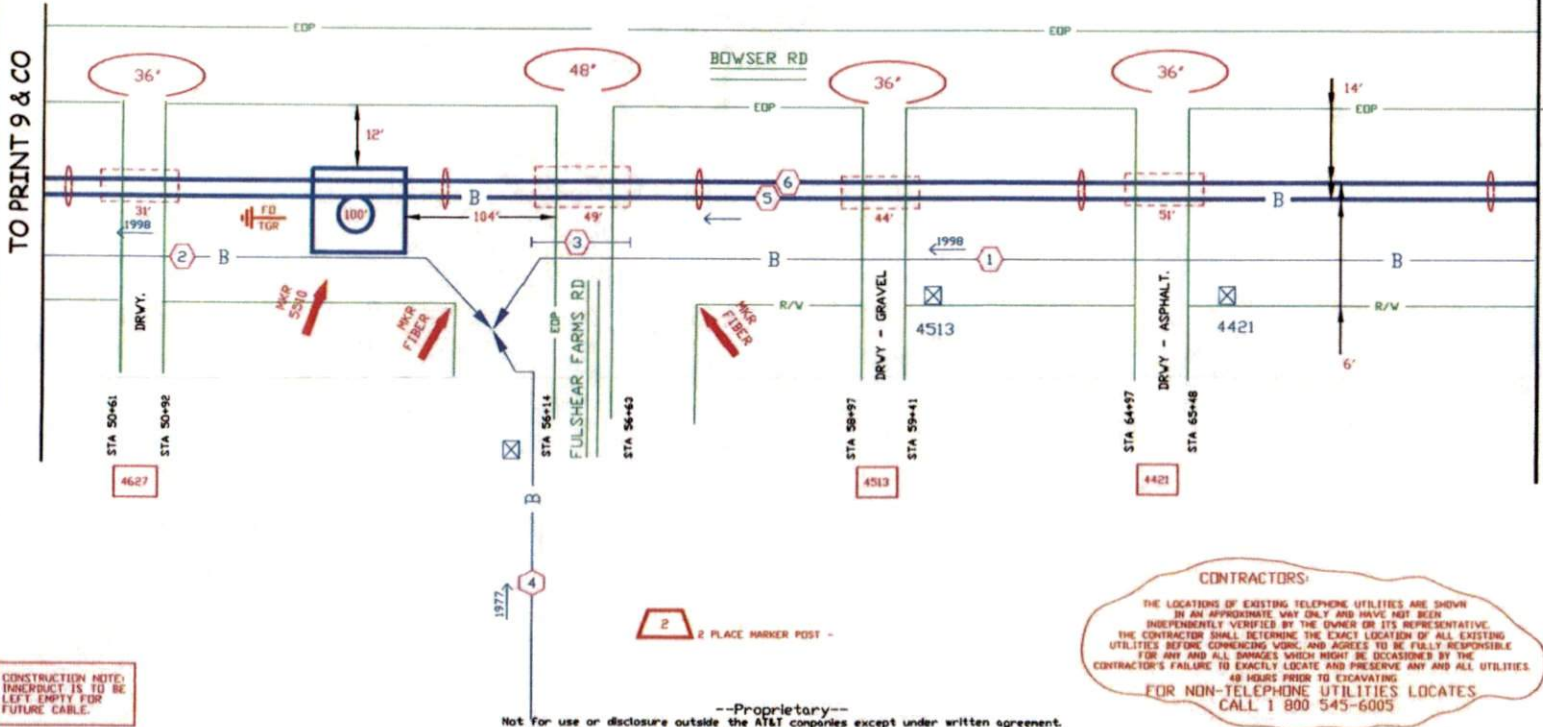 TO PRINT 9 & CO
EOP
EOP
BOWSER RD
36"
48"
36"
36"
14'
EOP
EOP
12'
6
5
B
B
31'
FD
TGR
100'
104'
49'
44'
51'
1998
2
B
3
B
1998
1
B
MKR
5510
MKR
FIBER
MKR
FIBER
R/W
4513
4421
R/W
6'
DRWY.
EOP
FULSHEAR FARMS RD
DRWY - GRAVEL
DRWY - ASPHALT.
STA 50+61
STA 50+92
STA 56+14
STA 56+63
STA 58+97
STA 59+41
STA 64+97
STA 65+48
4627
4513
4421
B
4
1977
2
2 PLACE MARKER POST -
CONSTRUCTION NOTE:
INNERDUCT IS TO BE
LEFT EMPTY FOR
FUTURE CABLE.
CONTRACTORS:
THE LOCATIONS OF EXISTING TELEPHONE UTILITIES ARE SHOWN
IN AN APPROXIMATE WAY ONLY AND HAVE NOT BEEN
INDEPENDENTLY VERIFIED BY THE OWNER OR ITS REPRESENTATIVE.
THE CONTRACTOR SHALL DETERMINE THE EXACT LOCATION OF ALL EXISTING
UTILITIES BEFORE COMMENCING WORK, AND AGREES TO BE FULLY RESPONSIBLE
FOR ANY AND ALL DAMAGES WHICH MIGHT BE OCCASIONED BY THE
CONTRACTOR'S FAILURE TO EXACTLY LOCATE AND PRESERVE ANY AND ALL UTILITIES.
48 HOURS PRIOR TO EXCAVATING
FOR NON-TELEPHONE UTILITIES LOCATES
CALL 1 800 545-6005
--Proprietary--
Not for use or disclosure outside the AT&T companies except under written agreement.